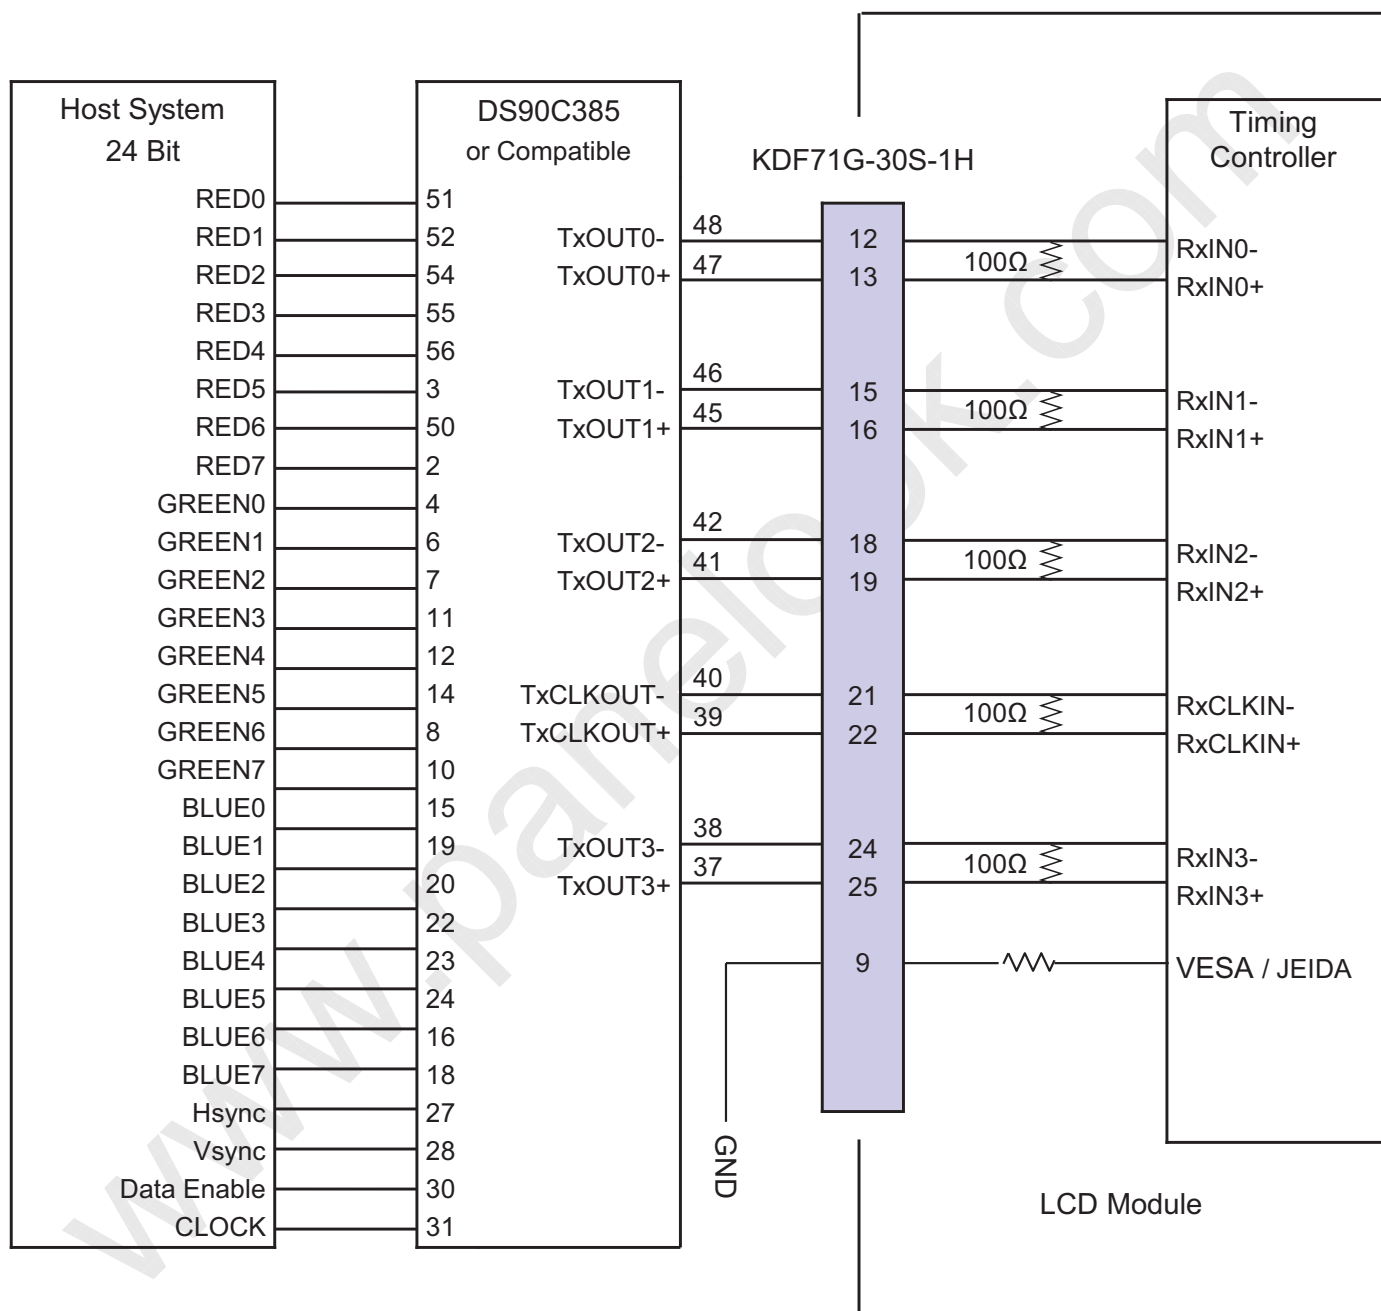 Host System
24 Bit
RED0
RED1
RED2
RED3
RED4
RED5
RED6
RED7
GREEN0
GREEN1
GREEN2
GREEN3
GREEN4
GREEN5
GREEN6
GREEN7
BLUE0
BLUE1
BLUE2
BLUE3
BLUE4
BLUE5
BLUE6
BLUE7
Hsync
Vsync
Data Enable
CLOCK
DS90C385
or Compatible
51
52
54
55
56
3
50
2
4
6
7
11
12
14
8
10
15
19
20
22
23
24
16
18
27
28
30
31
TxOUT0-
TxOUT0+
TxOUT1-
TxOUT1+
TxOUT2-
TxOUT2+
TxCLKOUT-
TxCLKOUT+
TxOUT3-
TxOUT3+
48
47
46
45
42
41
40
39
38
37
GND
KDF71G-30S-1H
12
13
15
16
18
19
21
22
24
25
9
100Ω
100Ω
100Ω
100Ω
100Ω
Timing
Controller
RxIN0-
RxIN0+
RxIN1-
RxIN1+
RxIN2-
RxIN2+
RxCLKIN-
RxCLKIN+
RxIN3-
RxIN3+
VESA / JEIDA
LCD Module
www.panelook.com